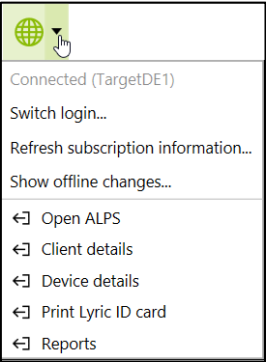 Connected (TargetDE1)
Switch login...
Refresh subscription information...
Show offline changes...
Open ALPS
Client details
Device details
Print Lyric ID card
Reports